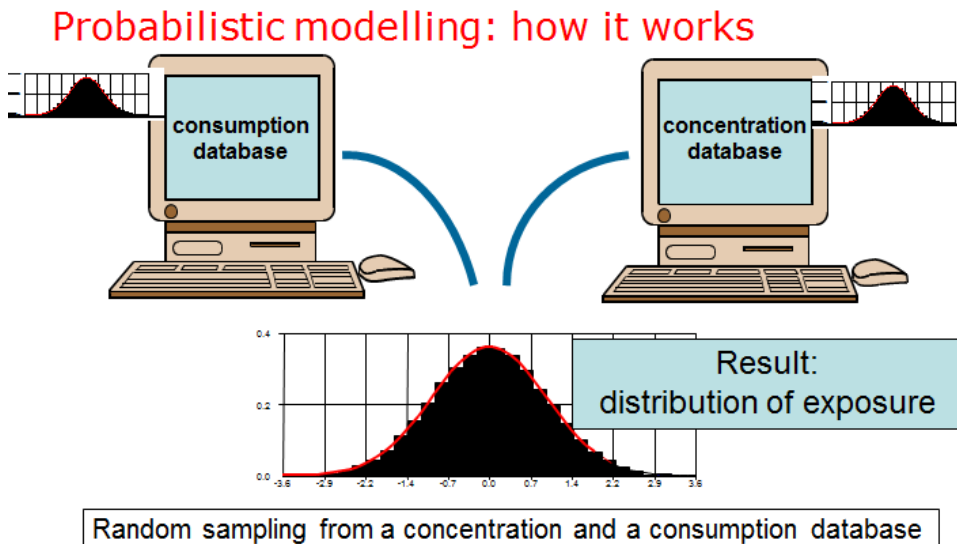 Probabilistic modelling: how it works
consumption
database
concentration
database
0.4
0.2
0.0
-3.6 -2.9 -2.2 -1.4 -0.7 0.0 0.7 1.4 2.2 2.9 3.6
Result:
distribution of exposure
Random sampling from a concentration and a consumption database